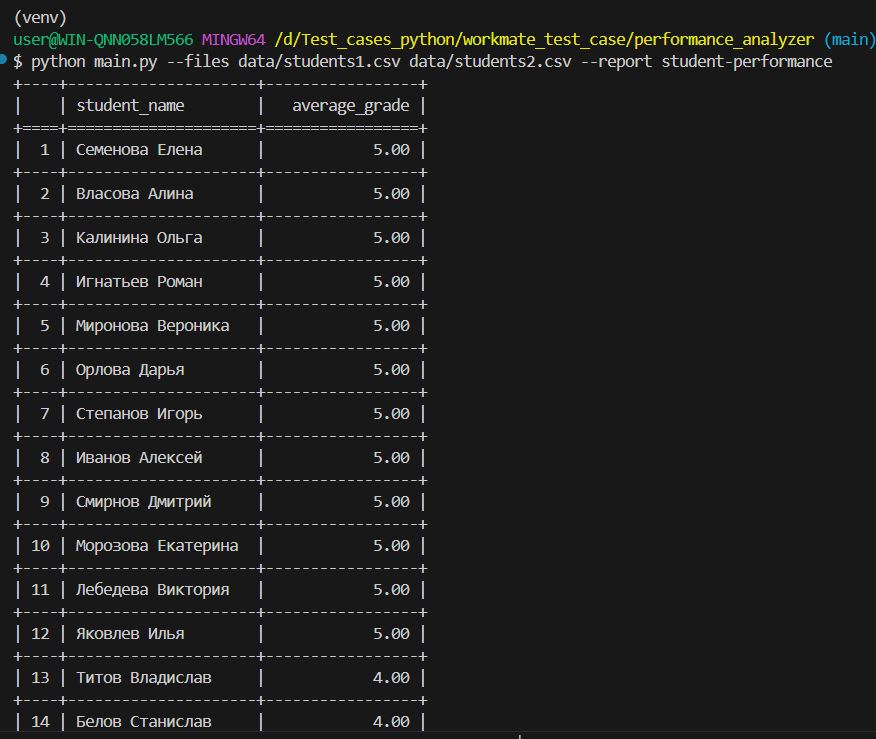 (venv)
user@WIN-QNN058LM566 MINGW64 /d/Test_cases_python/workmate_test_case/performance_analyzer (main)
$ python main.py --files data/students1.csv data/students2.csv --report student-performance
+----+---------------------+-----------------+
|    | student_name        |   average_grade |
+====+=====================+=================+
|  1 | Семенова Елена      |            5.00 |
+----+---------------------+-----------------+
|  2 | Власова Алина       |            5.00 |
+----+---------------------+-----------------+
|  3 | Калинина Ольга      |            5.00 |
+----+---------------------+-----------------+
|  4 | Игнатьев Роман      |            5.00 |
+----+---------------------+-----------------+
|  5 | Миронова Вероника   |            5.00 |
+----+---------------------+-----------------+
|  6 | Орлова Дарья        |            5.00 |
+----+---------------------+-----------------+
|  7 | Степанов Игорь      |            5.00 |
+----+---------------------+-----------------+
|  8 | Иванов Алексей      |            5.00 |
+----+---------------------+-----------------+
|  9 | Смирнов Дмитрий     |            5.00 |
+----+---------------------+-----------------+
| 10 | Морозова Екатерина  |            5.00 |
+----+---------------------+-----------------+
| 11 | Лебедева Виктория   |            5.00 |
+----+---------------------+-----------------+
| 12 | Яковлев Илья        |            5.00 |
+----+---------------------+-----------------+
| 13 | Титов Владислав     |            4.00 |
+----+---------------------+-----------------+
| 14 | Белов Станислав     |            4.00 |